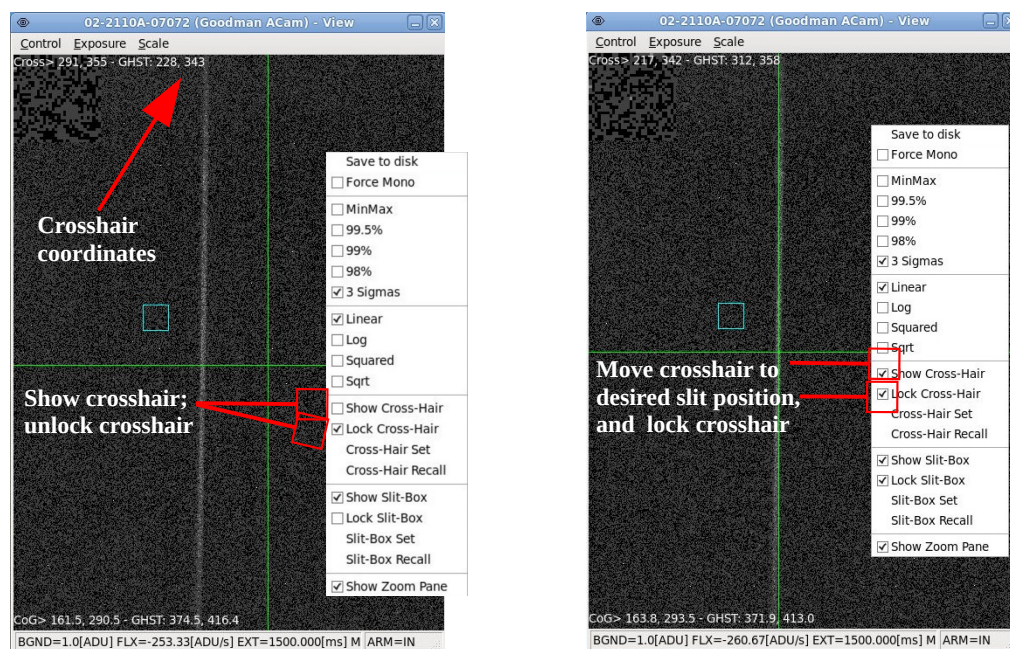 02-2110A-07072 (Goodman ACam) - View
Control Exposure Scale
Cross> 291, 355 - GHST: 228, 343
Crosshair
coordinates
Save to disk
Force Mono
MinMax
99.5%
99%
98%
3 Sigmas
Linear
Log
Squared
Sqrt
Show crosshair;
unlock crosshair
Show Cross-Hair
Lock Cross-Hair
Cross-Hair Set
Cross-Hair Recall
Show Slit-Box
Lock Slit-Box
Slit-Box Set
Slit-Box Recall
Show Zoom Pane
CoG> 161.5, 290.5 - GHST: 374.5, 416.4
BGND=1.0[ADU] FLX=-253.33[ADU/s] EXT=1500.000[ms] M ARM=IN
02-2110A-07072 (Goodman ACam) - View
Control Exposure Scale
Cross> 217, 342 - GHST: 312, 358
Save to disk
Force Mono
MinMax
99.5%
99%
98%
3 Sigmas
Linear
Log
Squared
Sqrt
Move crosshair to
desired slit position,
and lock crosshair
Show Cross-Hair
Lock Cross-Hair
Cross-Hair Set
Cross-Hair Recall
Show Slit-Box
Lock Slit-Box
Slit-Box Set
Slit-Box Recall
Show Zoom Pane
CoG> 163.8, 293.5 - GHST: 371.9, 413.0
BGND=1.0[ADU] FLX=-260.67[ADU/s] EXT=1500.000[ms] M ARM=IN